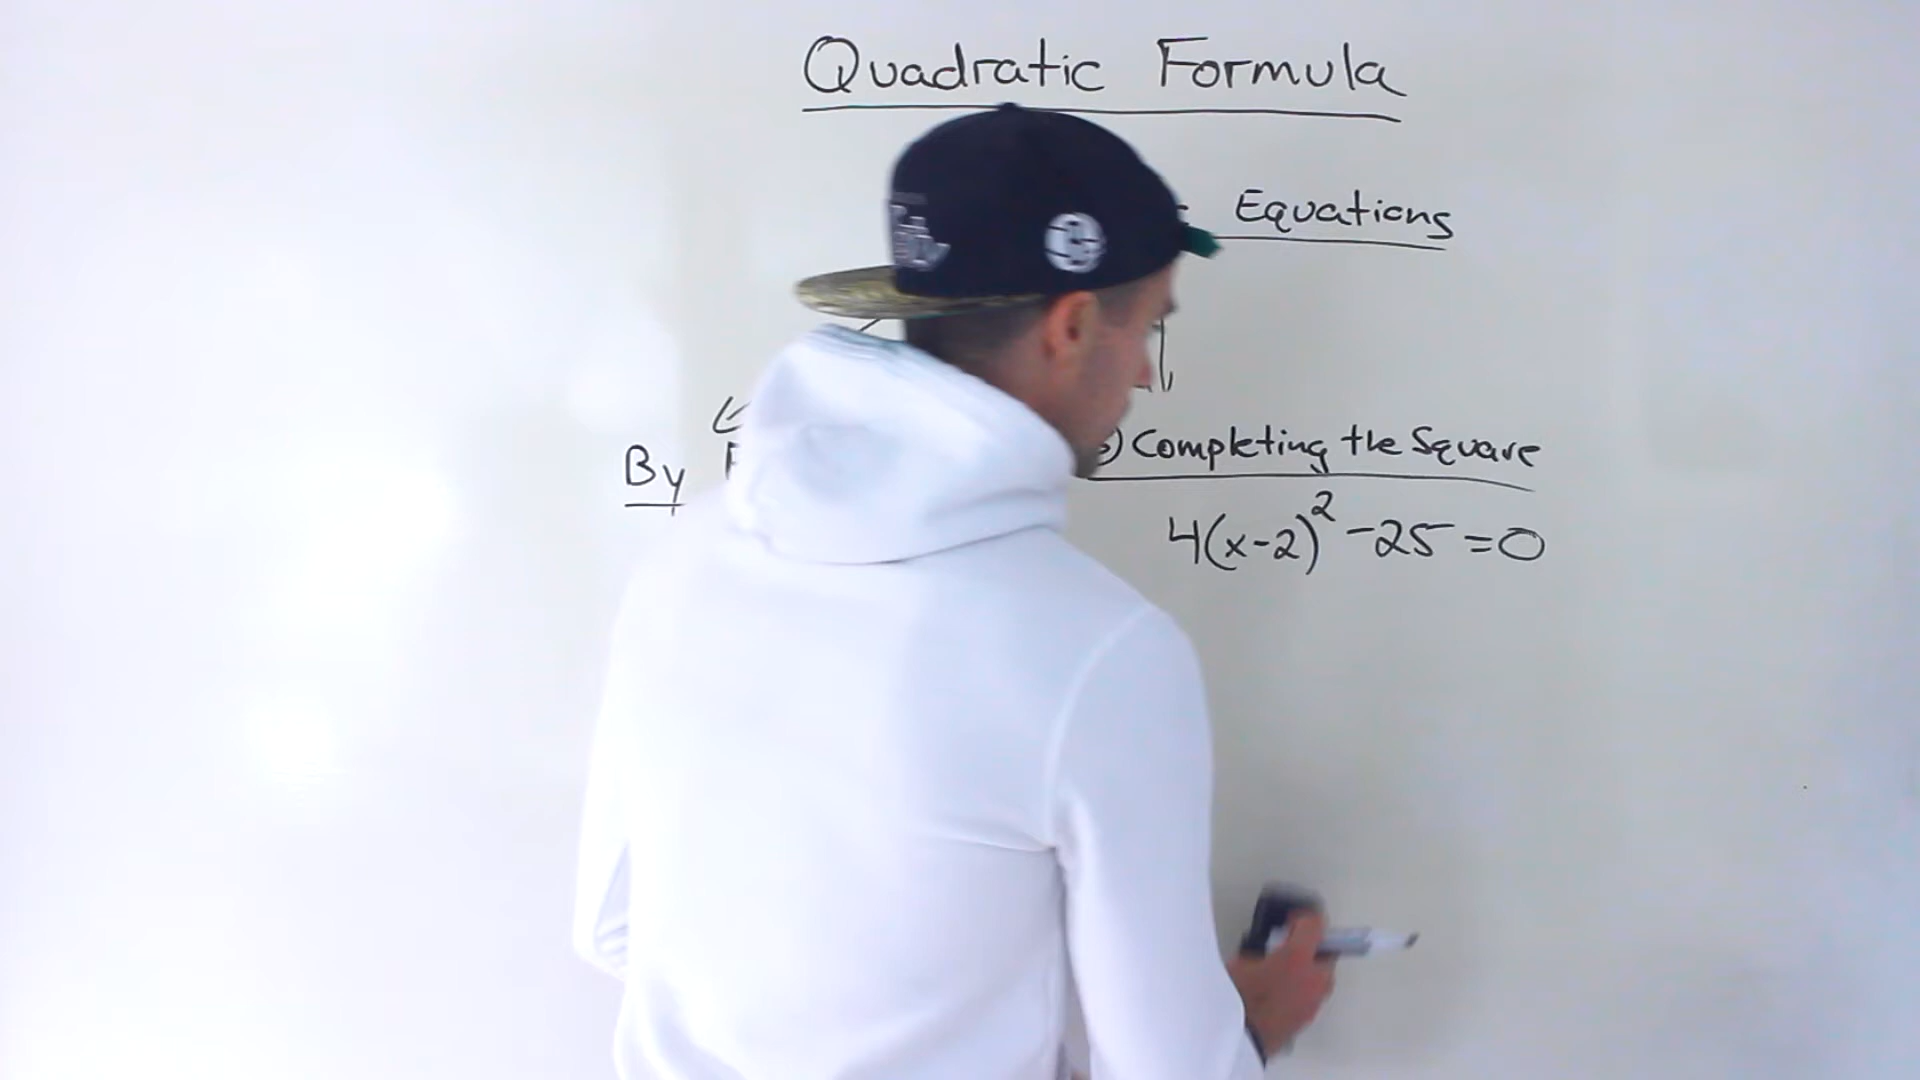 Quadratic Formula
Equations
By
) Completing the Square
4(x-2)² -25 = 0